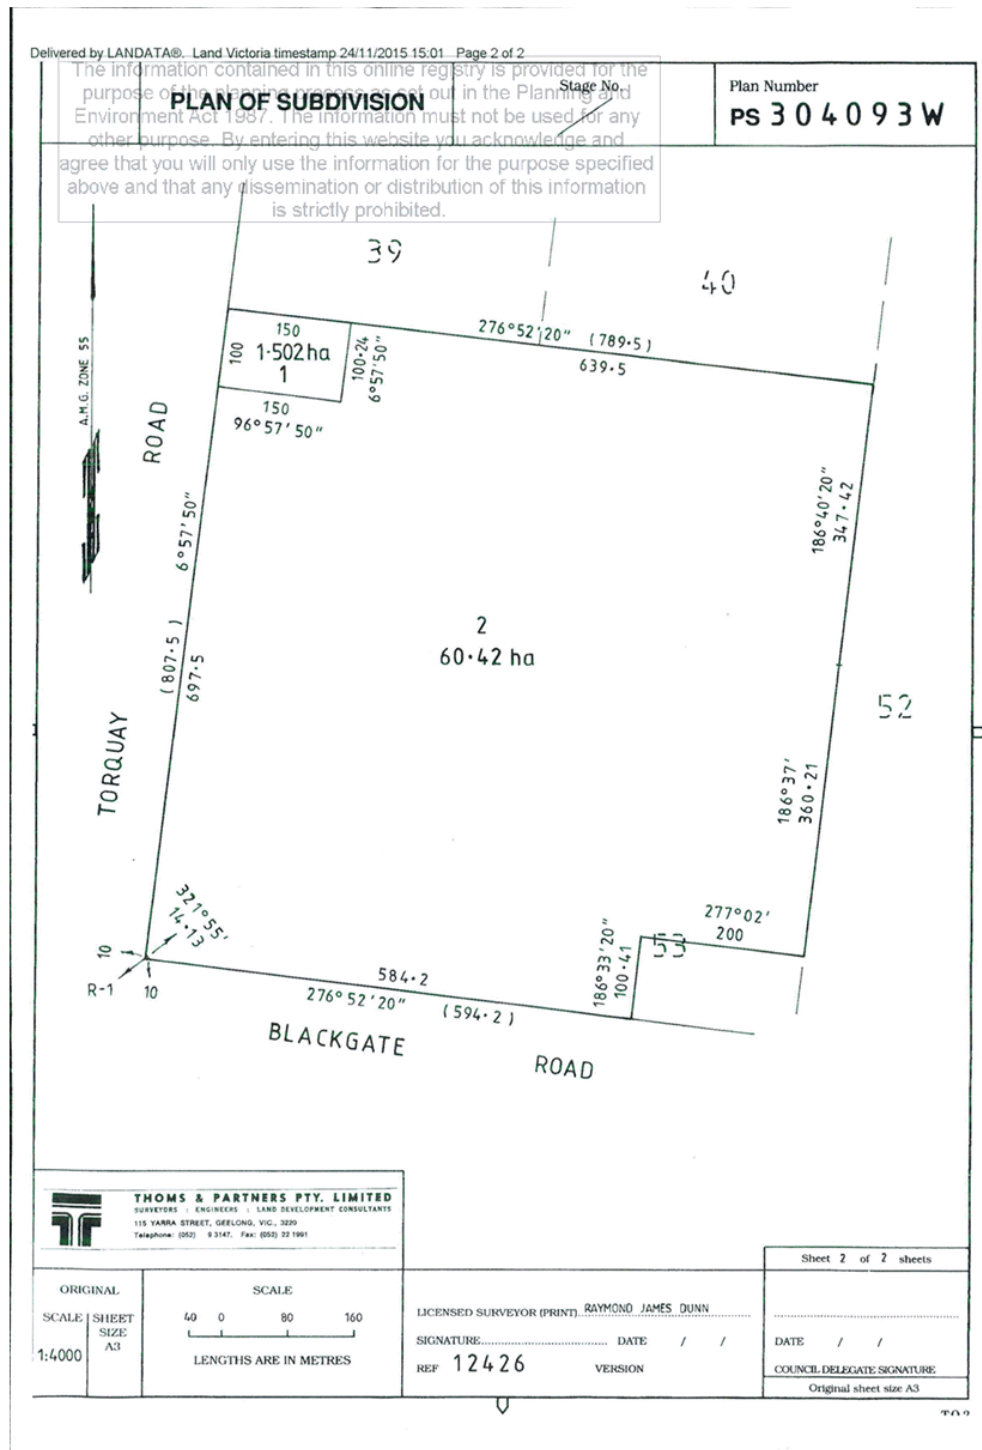 Delivered by LANDATA®. Land Victoria timestamp 24/11/2015 15:01 Page 2 of 2
The information contained in this online registry is provided for the
purpose of the planning process as set out in the Planning and
Environment Act 1987. The information must not be used for any
other purpose. By entering this website you acknowledge and
agree that you will only use the information for the purpose specified
above and that any dissemination or distribution of this information
is strictly prohibited.
PLAN OF SUBDIVISION
Stage No.
Plan Number
PS 304093W
39
40
276°52'20" (789·5)
639·5
150
100
1·502ha
1
100·24
6°57'50"
150
96°57'50"
A.M.G. ZONE 55
ROAD
6°57'50"
(807·5)
697·5
TORQUAY
186°40'20"
347·42
2
60·42 ha
52
186°37'
360·21
277°02'
200
53
186°33'20"
100·41
321°55'
14·13
10
R-1
10
584·2
276°52'20" (594·2)
BLACKGATE ROAD
THOMS & PARTNERS PTY. LIMITED
SURVEYORS : ENGINEERS : LAND DEVELOPMENT CONSULTANTS
115 YARRA STREET, GEELONG, VIC., 3220
Telephone: (052) 9 3147. Fax: (052) 22 1991
Sheet 2 of 2 sheets
ORIGINAL
SCALE
SHEET
SIZE
A3
1:4000
SCALE
40 0 80 160
LENGTHS ARE IN METRES
LICENSED SURVEYOR (PRINT) RAYMOND JAMES DUNN
SIGNATURE DATE / /
REF 12426 VERSION
DATE / /
COUNCIL DELEGATE SIGNATURE
Original sheet size A3